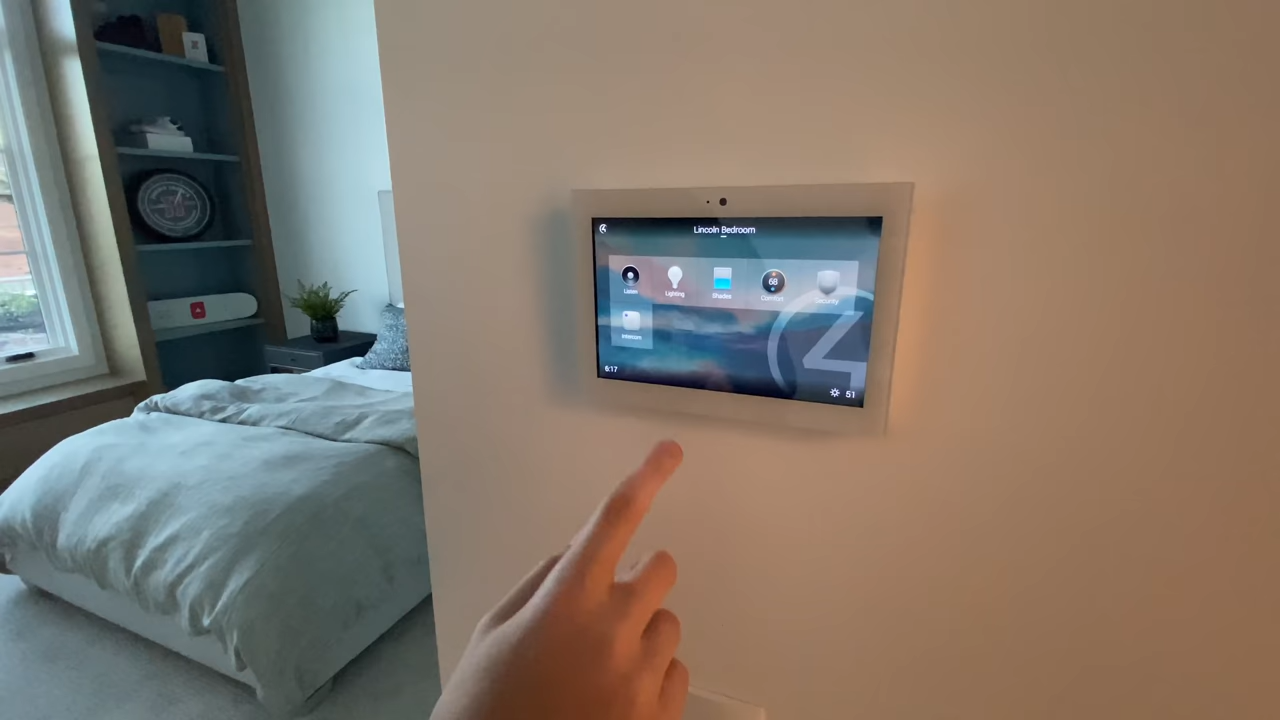 Lincoln Bedroom
Listen
Lighting
Shades
68
Comfort
Security
Intercom
6:17
51